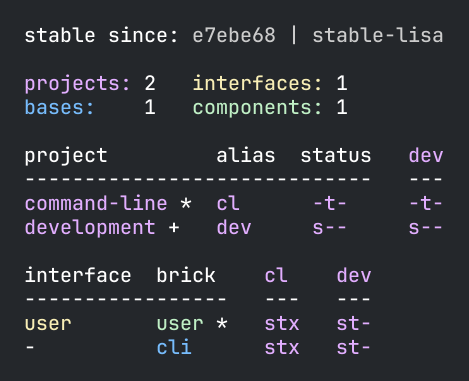 stable since: e7ebe68 | stable-lisa
projects: 2   interfaces: 1
bases:    1   components: 1
project         alias  status   dev
-----------------------------   ---
command-line *  cl      -t-     -t-
development +   dev     s--     s--
interface  brick    cl    dev
-----------------   ---   ---
user       user *   stx   st-
-          cli      stx   st-